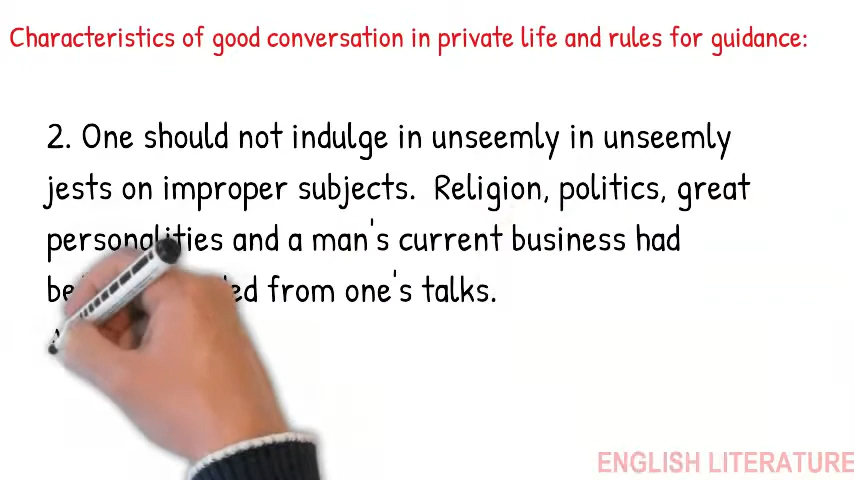 Characteristics of good conversation in private life and rules for guidance:
2. One should not indulge in unseemly in unseemly
jests on improper subjects. Religion, politics, great
personalities and a man's current business had
from one's talks.
ENGLISH LITERATURE